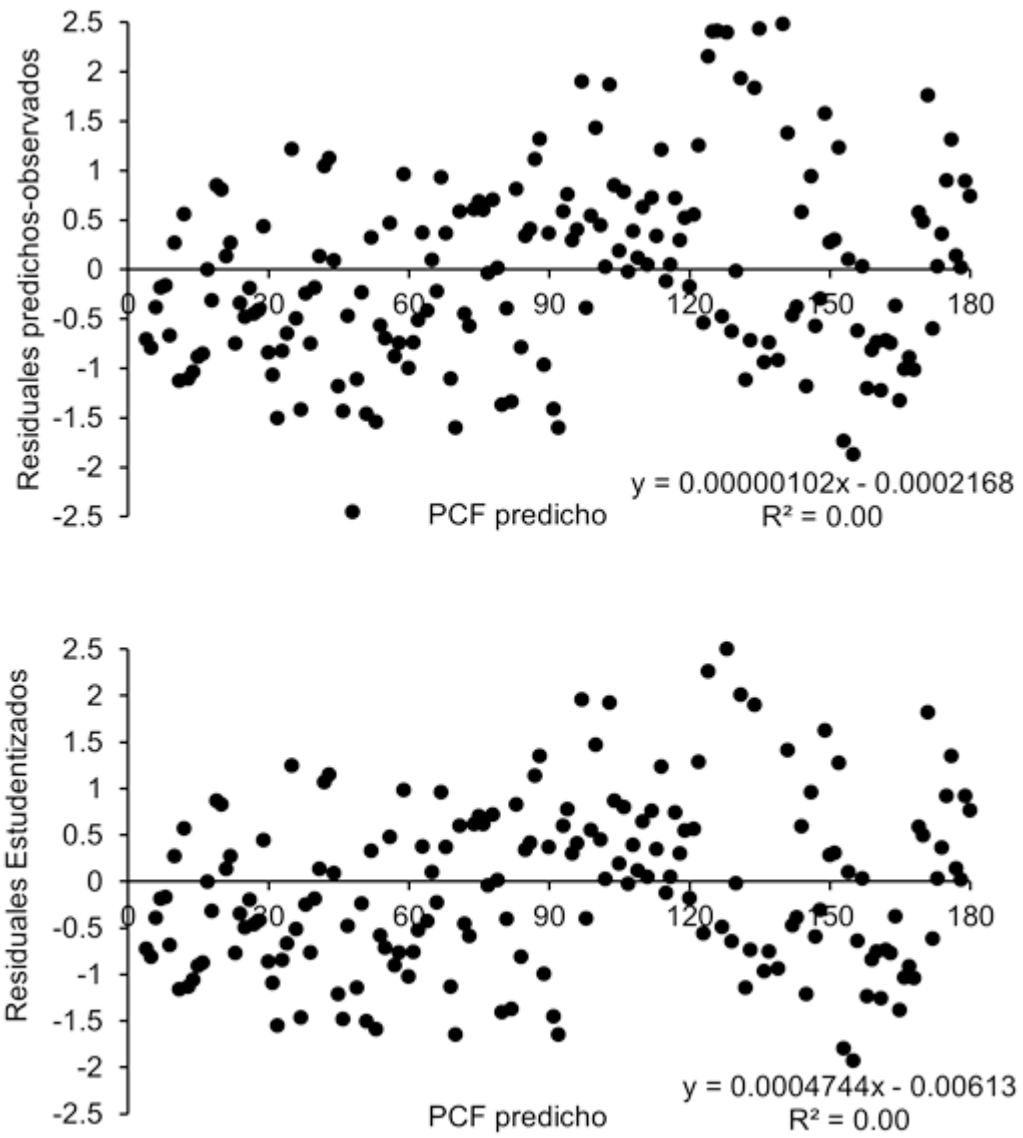 Residuales predichos-observados
2.5
2
1.5
1
0.5
0
-0.5
-1
-1.5
-2
-2.5
0 30 60 90 120 150 180
PCF predicho
y = 0.00000102x - 0.0002168
R² = 0.00
Residuales Estudentizados
2.5
2
1.5
1
0.5
0
-0.5
-1
-1.5
-2
-2.5
0 30 60 90 120 150 180
PCF predicho
y = 0.0004744x - 0.00613
R² = 0.00